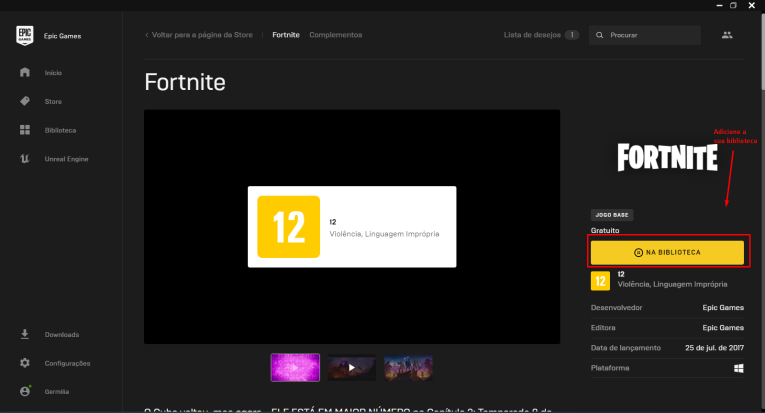 EPIC GAMES
Epic Games
Início
Store
Biblioteca
Unreal Engine
Downloads
Configurações
Germilia
Voltar para a página da Store
Fortnite
Complementos
Lista de desejos 1
Procurar
Fortnite
12
12
Violência, Linguagem Imprópria
Adicione a
sua biblioteca
FORTNITE
JOGO BASE
Gratuito
NA BIBLIOTECA
12
12
Violência, Linguagem Imprópria
Desenvolvedor Epic Games
Editora Epic Games
Data de lançamento 25 de jul. de 2017
Plataforma
O Cubo voltou, mas agora... ELE ESTÁ EM MAIOR NÚMERO no Capítulo 2: Temporada 8 do